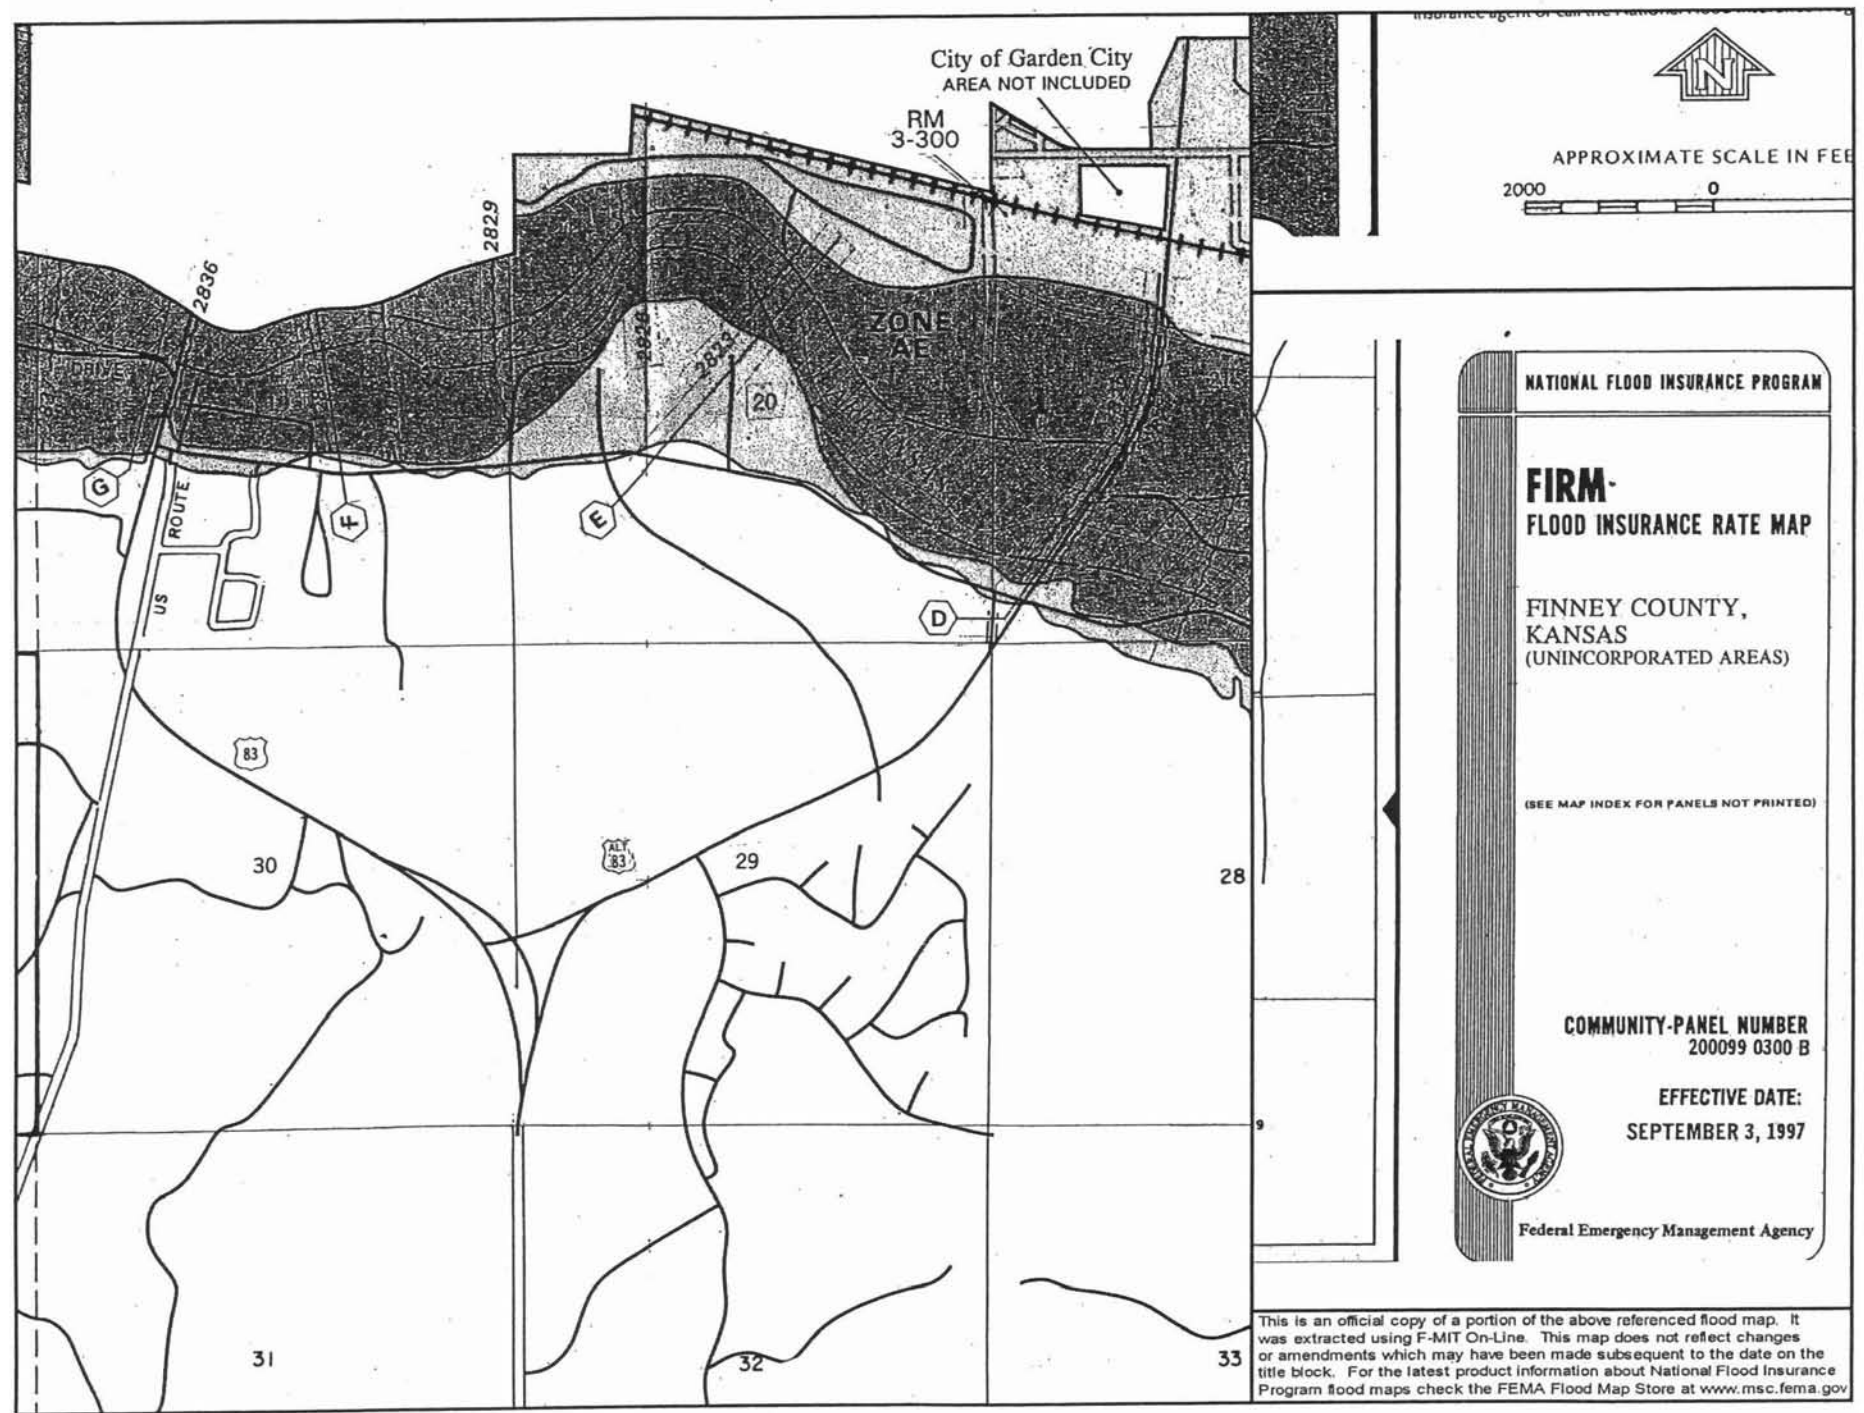 City of Garden City
AREA NOT INCLUDED
RM
3-300
2829
2836
ZONE
AE
DRIVE
2823
20
G
F
E
D
ROUTE
US
83
ALT
83
30
29
28
31
32
33
N
APPROXIMATE SCALE IN FEE
2000 0
NATIONAL FLOOD INSURANCE PROGRAM
FIRM
FLOOD INSURANCE RATE MAP
FINNEY COUNTY,
KANSAS
(UNINCORPORATED AREAS)
(SEE MAP INDEX FOR PANELS NOT PRINTED)
COMMUNITY-PANEL NUMBER
200099 0300 B
EFFECTIVE DATE:
SEPTEMBER 3, 1997
9
FEDERAL EMERGENCY MANAGEMENT AGENCY
Federal Emergency Management Agency
This is an official copy of a portion of the above referenced flood map. It
was extracted using F-MIT On-Line. This map does not reflect changes
or amendments which may have been made subsequent to the date on the
title block. For the latest product information about National Flood Insurance
Program flood maps check the FEMA Flood Map Store at www.msc.fema.gov